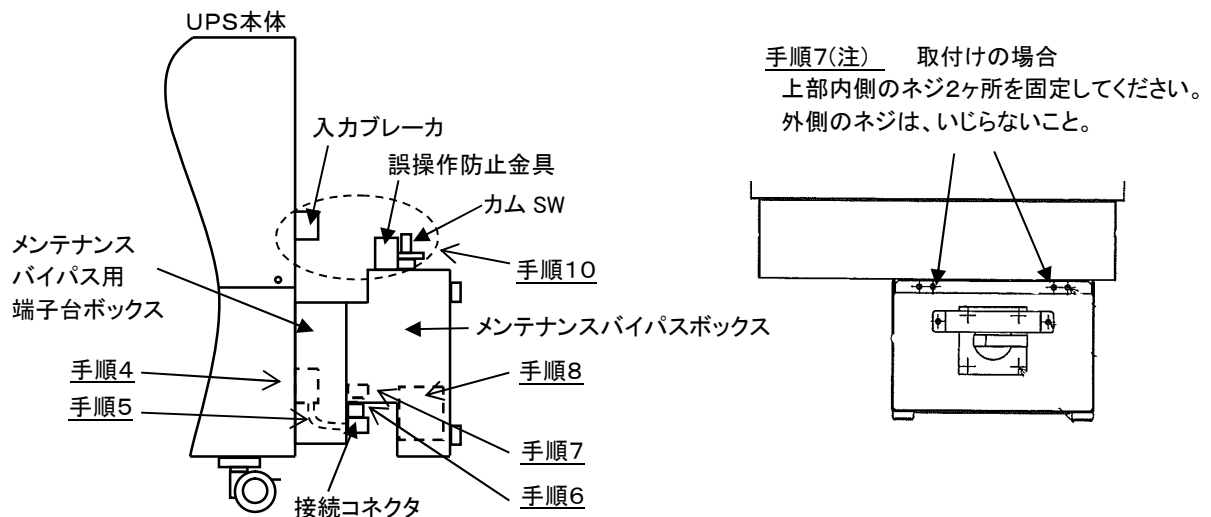 UPS本体
入力ブレーカ
誤操作防止金具
カム SW
手順10
メンテナンス
バイパス用
端子台ボックス
メンテナンスバイパスボックス
手順4
手順5
手順8
手順7
手順6
接続コネクタ
手順7(注) 取付けの場合
上部内側のネジ2ヶ所を固定してください。
外側のネジは、いじらないこと。